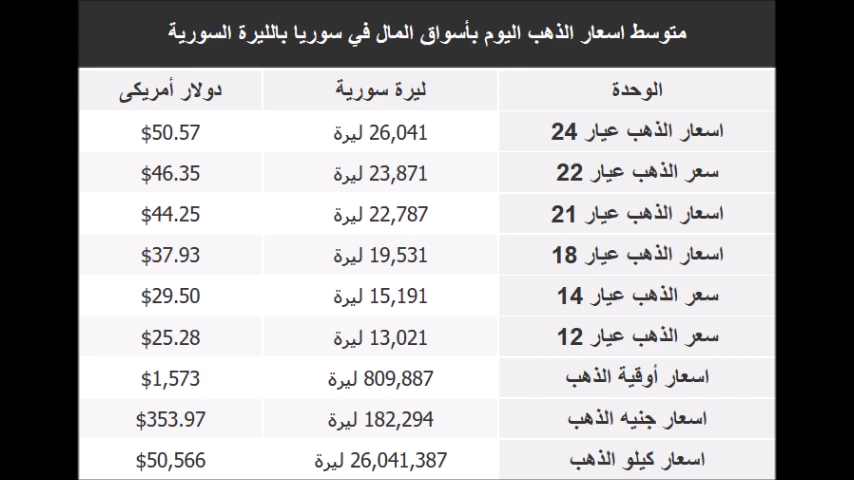 متوسط اسعار الذهب اليوم بأسواق المال في سوريا بالليرة السورية
الوحدة ليرة سورية دولار أمريكى
اسعار الذهب عيار 24 26,041 ليرة $50.57
سعر الذهب عيار 22 23,871 ليرة $46.35
اسعار الذهب عيار 21 22,787 ليرة $44.25
اسعار الذهب عيار 18 19,531 ليرة $37.93
سعر الذهب عيار 14 15,191 ليرة $29.50
سعر الذهب عيار 12 13,021 ليرة $25.28
اسعار أوقية الذهب 809,887 ليرة $1,573
اسعار جنيه الذهب 182,294 ليرة $353.97
اسعار كيلو الذهب 26,041,387 ليرة $50,566